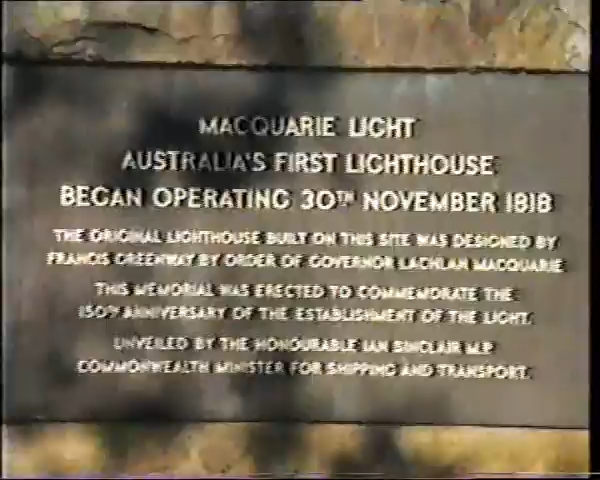 MACQUARIE LIGHT
AUSTRALIA'S FIRST LIGHTHOUSE
BEGAN OPERATING 30TH NOVEMBER 1818
THE ORIGINAL LIGHTHOUSE BUILT ON THIS SITE WAS DESIGNED BY
FRANCIS GREENWAY BY ORDER OF GOVERNOR LACHLAN MACQUARIE
THIS MEMORIAL WAS ERECTED TO COMMEMORATE THE
150TH ANNIVERSARY OF THE ESTABLISHMENT OF THE LIGHT.
UNVEILED BY THE HONOURABLE IAN SINCLAIR M.P.
COMMONWEALTH MINISTER FOR SHIPPING AND TRANSPORT.